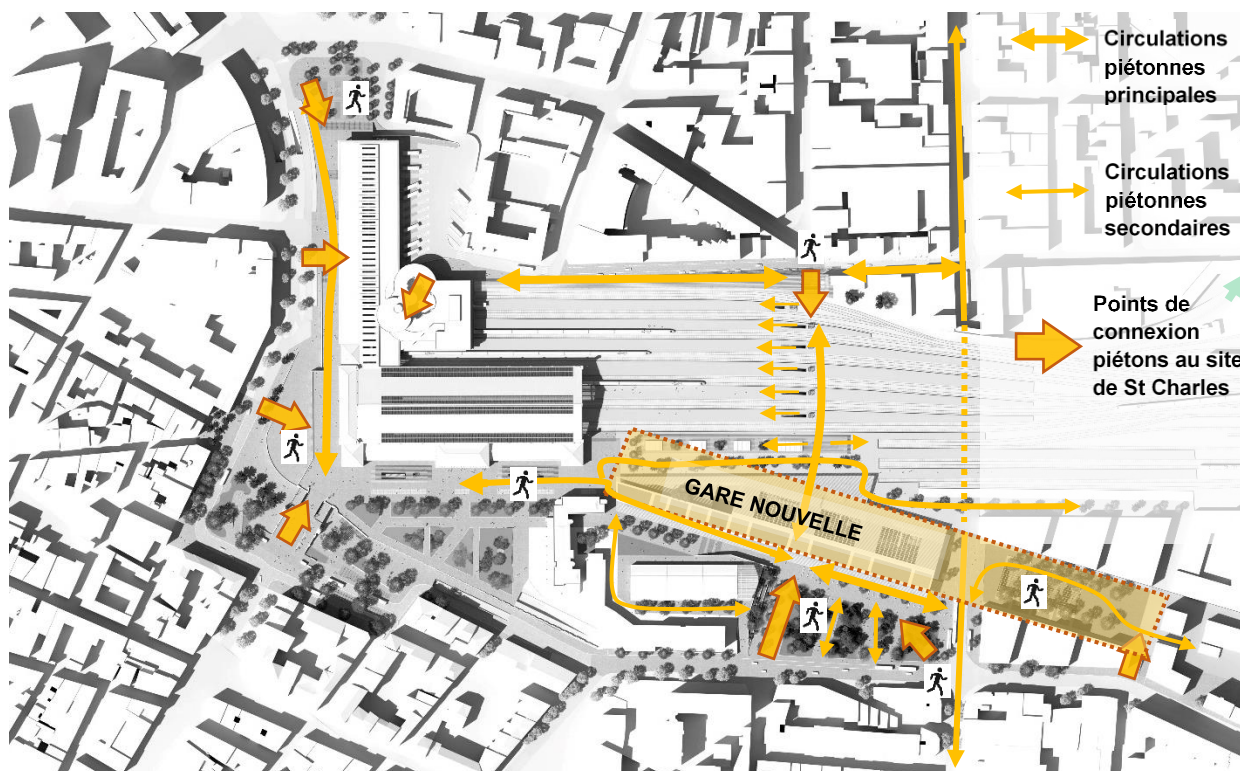 Circulations
piétonnes
principales
Circulations
piétonnes
secondaires
Points de
connexion
piétons au site
de St Charles
GARE NOUVELLE